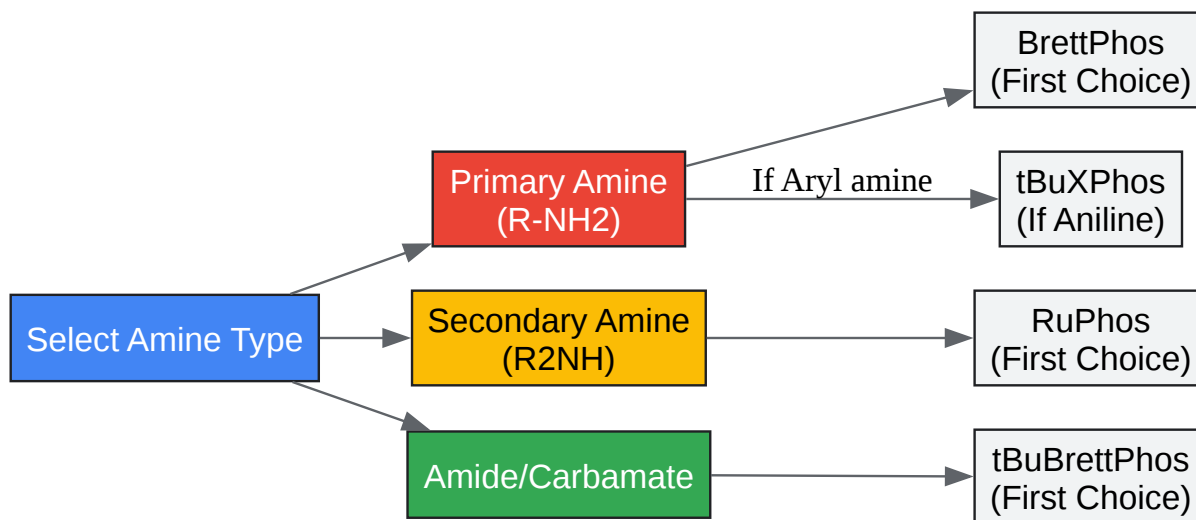 BrettPhos
(First Choice)
Primary Amine
(R-NH2)
If Aryl amine
tBuXPhos
(If Aniline)
Select Amine Type
Secondary Amine
(R2NH)
RuPhos
(First Choice)
Amide/Carbamate
tBuBrettPhos
(First Choice)